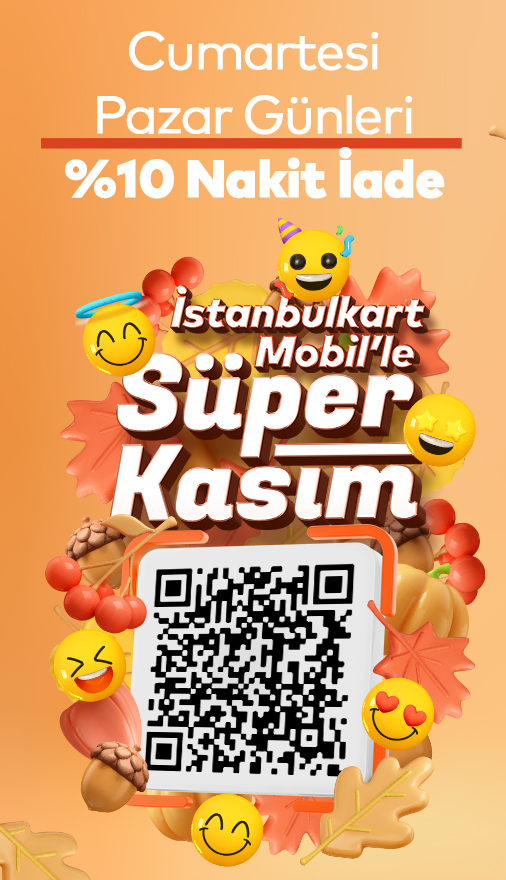 Cumartesi
Pazar Günleri
%10 Nakit İade
İstanbulkart
Mobil'le
Süper
Kasım